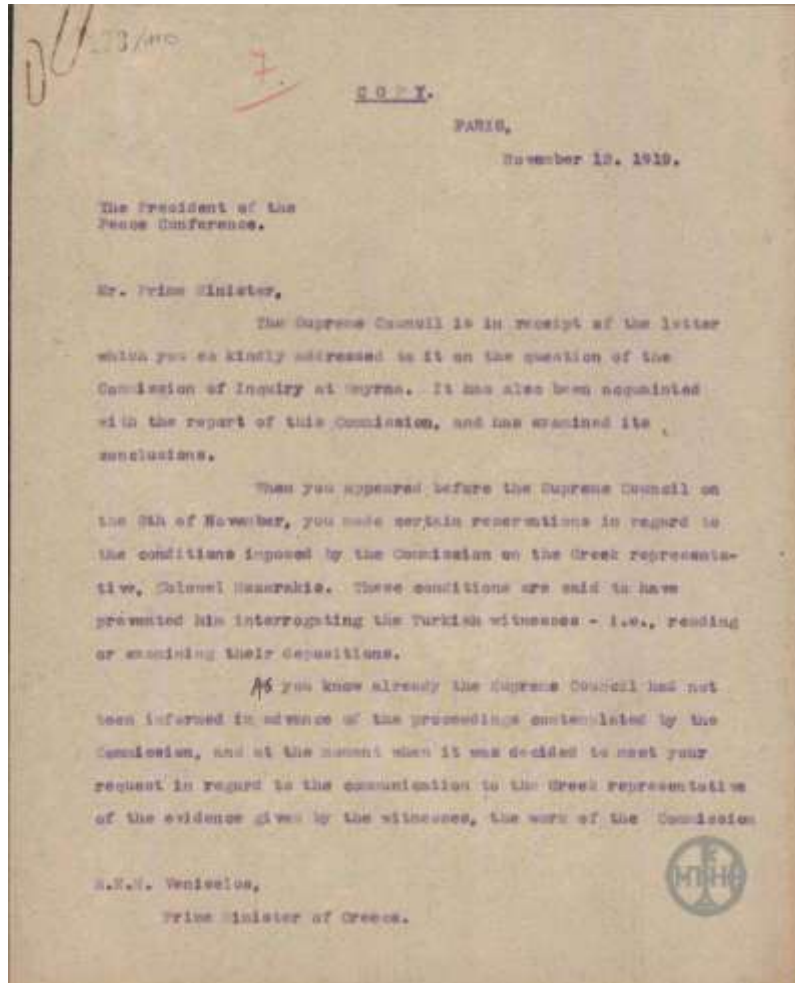 7.
COPY.
PARIS,
November 12. 1919.
The President of the
Peace Conference.
Mr. Prime Minister,
The Supreme Council is in receipt of the letter
which you so kindly addressed to it on the question of the
Commission of Inquiry at Smyrna. It has also been acquainted
with the report of this Commission, and has examined its
conclusions.
When you appeared before the Supreme Council on
the 8th of November, you made certain reservations in regard to
the conditions imposed by the Commission on the Greek representa-
tive, Colonel Mazarakis. These conditions are said to have
prevented him interrogating the Turkish witnesses - i.e., reading
or examining their depositions.
As you know already the Supreme Council had not
been informed in advance of the proceedings contemplated by the
Commission, and at the moment when it was decided to meet your
request in regard to the communication to the Greek representative
of the evidence given by the witnesses, the work of the Commission
Veniselos,
Prime Minister of Greece.